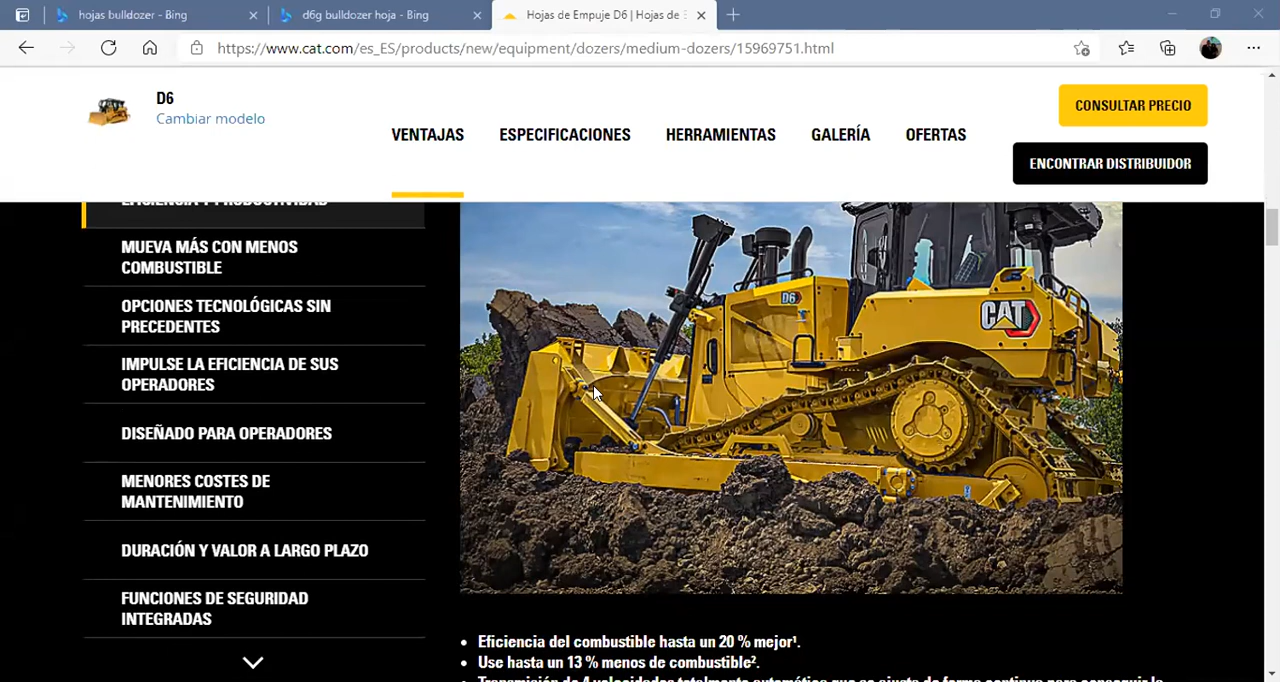 hojas bulldozer - Bing
d6g bulldozer hoja - Bing
Hojas de Empuje D6 | Hojas de
https://www.cat.com/es_ES/products/new/equipment/dozers/medium-dozers/15969751.html
D6
Cambiar modelo
VENTAJAS
ESPECIFICACIONES
HERRAMIENTAS
GALERÍA
OFERTAS
CONSULTAR PRECIO
ENCONTRAR DISTRIBUIDOR
EFICIENCIA Y PRODUCTIVIDAD
MUEVA MÁS CON MENOS
COMBUSTIBLE
OPCIONES TECNOLÓGICAS SIN
PRECEDENTES
IMPULSE LA EFICIENCIA DE SUS
OPERADORES
DISEÑADO PARA OPERADORES
MENORES COSTES DE
MANTENIMIENTO
DURACIÓN Y VALOR A LARGO PLAZO
FUNCIONES DE SEGURIDAD
INTEGRADAS
D6
CAT
Eficiencia del combustible hasta un 20 % mejor¹.
Use hasta un 13 % menos de combustible².
Transmisión de 4 velocidades totalmente automática que se ajusta de forma continua para conseguir la